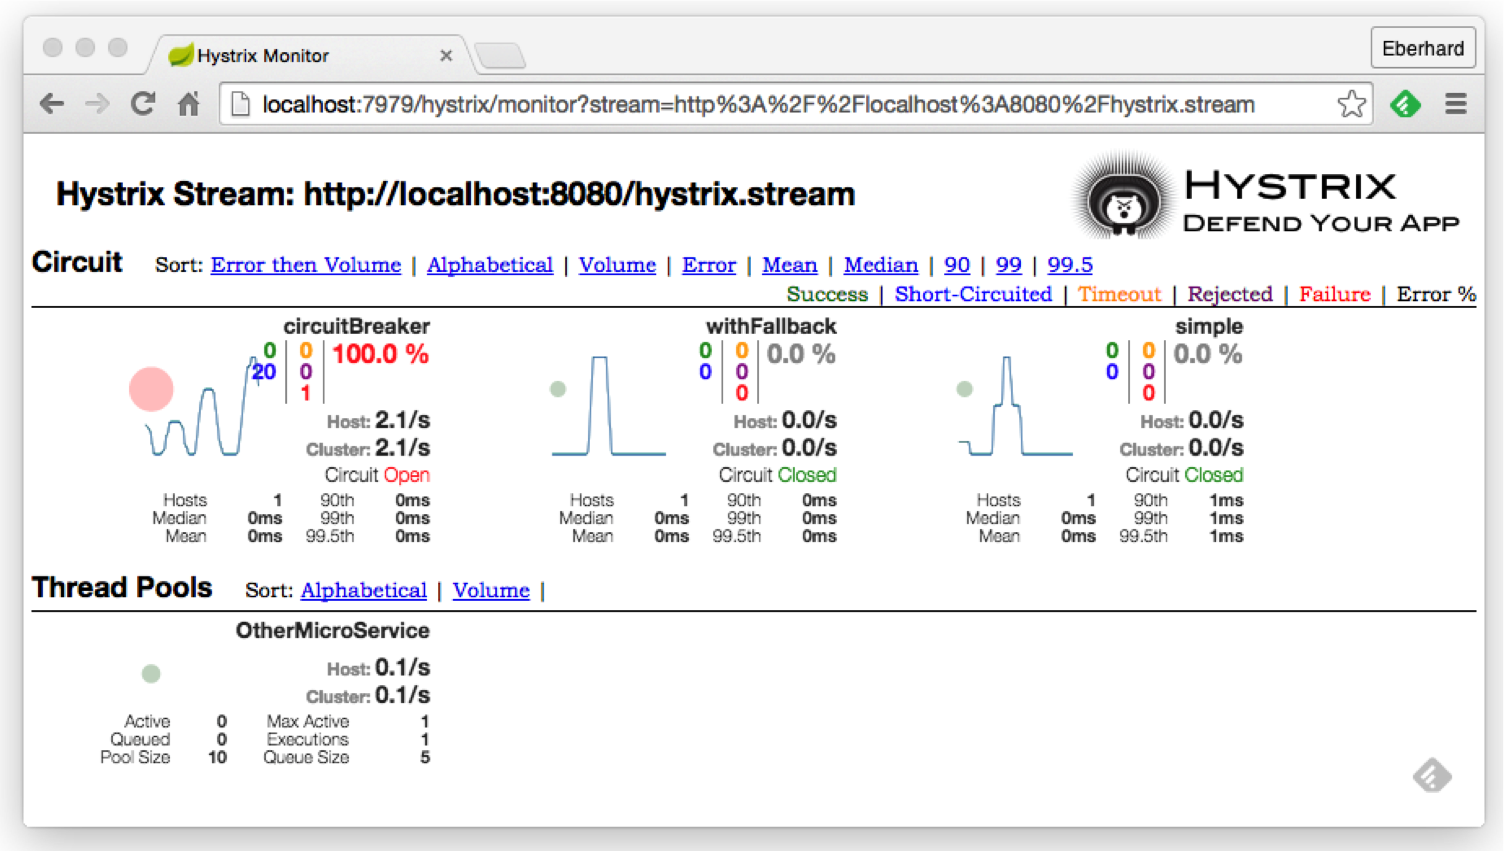 Hystrix Monitor
Eberhard
localhost:7979/hystrix/monitor?stream=http%3A%2F%2Flocalhost%3A8080%2Fhystrix.stream
Hystrix Stream: http://localhost:8080/hystrix.stream
HYSTRIX
DEFEND YOUR APP
Circuit Sort: Error then Volume | Alphabetical | Volume | Error | Mean | Median | 90 | 99 | 99.5
Success | Short-Circuited | Timeout | Rejected | Failure | Error %
circuitBreaker
0 0 100.0 %
20 0
1
Host: 2.1/s
Cluster: 2.1/s
Circuit Open
Hosts 1 90th 0ms
Median 0ms 99th 0ms
Mean 0ms 99.5th 0ms
withFallback
0 0 0.0 %
0 0
0
Host: 0.0/s
Cluster: 0.0/s
Circuit Closed
Hosts 1 90th 0ms
Median 0ms 99th 0ms
Mean 0ms 99.5th 0ms
simple
0 0 0.0 %
0 0
0
Host: 0.0/s
Cluster: 0.0/s
Circuit Closed
Hosts 1 90th 1ms
Median 0ms 99th 1ms
Mean 0ms 99.5th 1ms
Thread Pools Sort: Alphabetical | Volume |
OtherMicroService
Host: 0.1/s
Cluster: 0.1/s
Active 0 Max Active 1
Queued 0 Executions 1
Pool Size 10 Queue Size 5